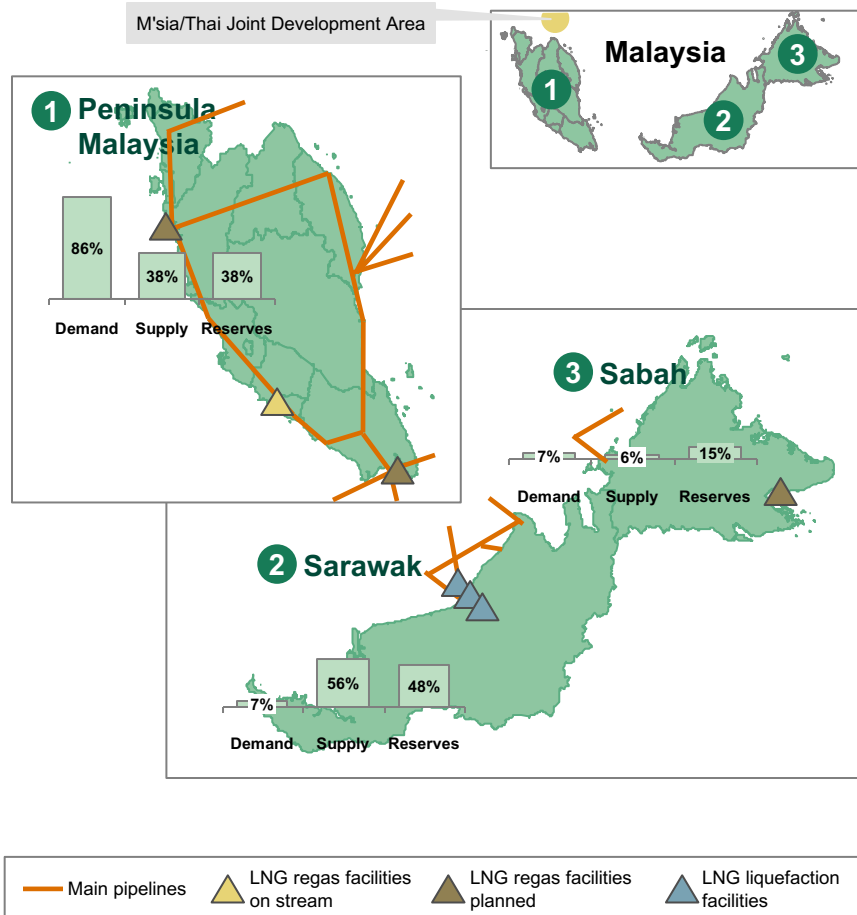 M'sia/Thai Joint Development Area
Malaysia
1
2
3
1 Peninsula
Malaysia
86%
38%
38%
Demand Supply Reserves
3 Sabah
7%
6%
15%
Demand Supply Reserves
2 Sarawak
7%
56%
48%
Demand Supply Reserves
Main pipelines
LNG regas facilities
on stream
LNG regas facilities
planned
LNG liquefaction
facilities